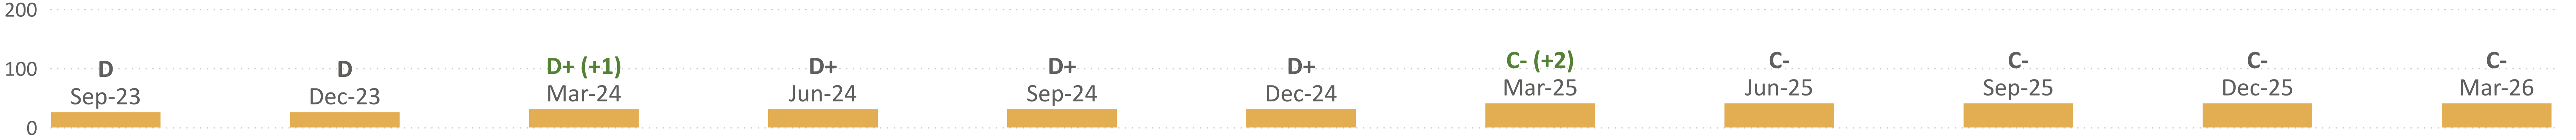 200
100
0
D D D+ (+1) D+ D+ D+ C- (+2) C- C- C- C-
Sep-23 Dec-23 Mar-24 Jun-24 Sep-24 Dec-24 Mar-25 Jun-25 Sep-25 Dec-25 Mar-26